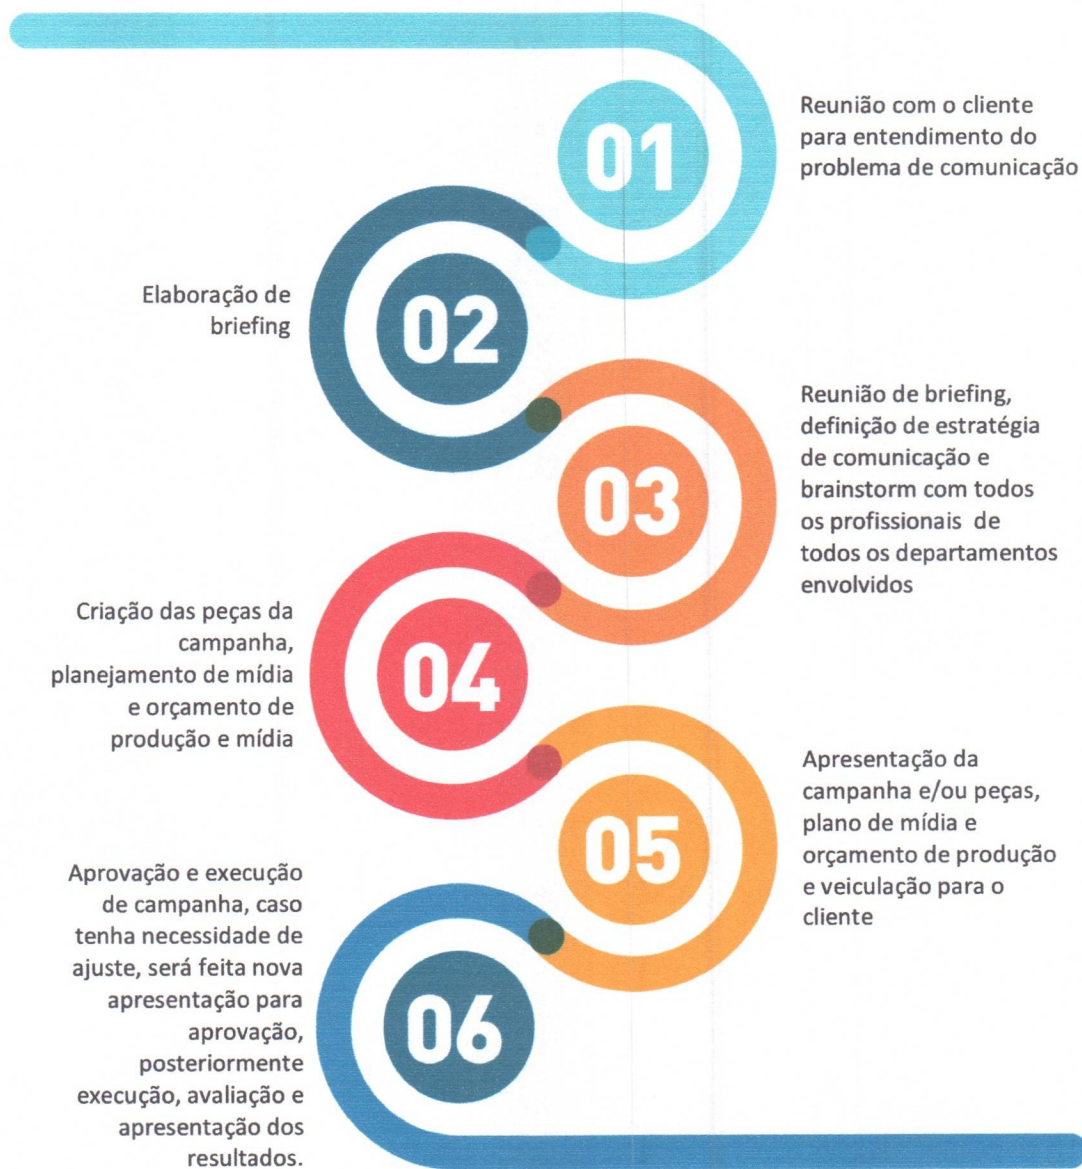 01
Reunião com o cliente
para entendimento do
problema de comunicação
02
Elaboração de
briefing
03
Reunião de briefing,
definição de estratégia
de comunicação e
brainstorm com todos
os profissionais de
todos os departamentos
envolvidos
04
Criação das peças da
campanha,
planejamento de mídia
e orçamento de
produção e mídia
05
Apresentação da
campanha e/ou peças,
plano de mídia e
orçamento de produção
e veiculação para o
cliente
06
Aprovação e execução
de campanha, caso
tenha necessidade de
ajuste, será feita nova
apresentação para
aprovação,
posteriormente
execução, avaliação e
apresentação dos
resultados.